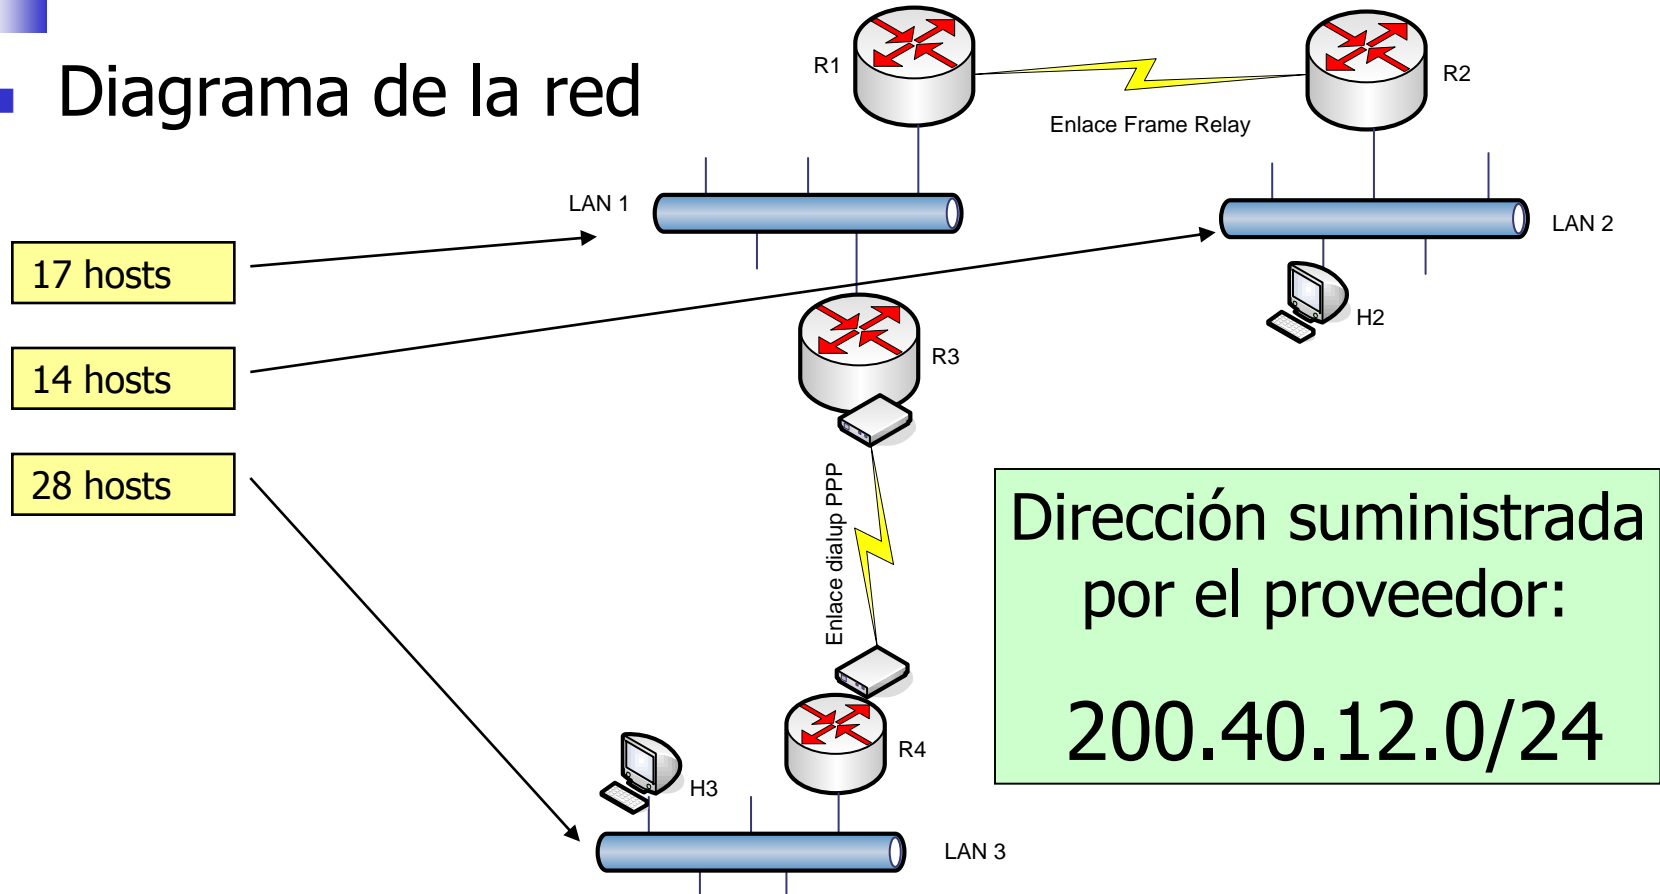 Diagrama de la red
R1
R2
Enlace Frame Relay
LAN 1
LAN 2
17 hosts
H2
14 hosts
R3
28 hosts
Enlace dialup PPP
Dirección suministrada
por el proveedor:
200.40.12.0/24
R4
H3
LAN 3